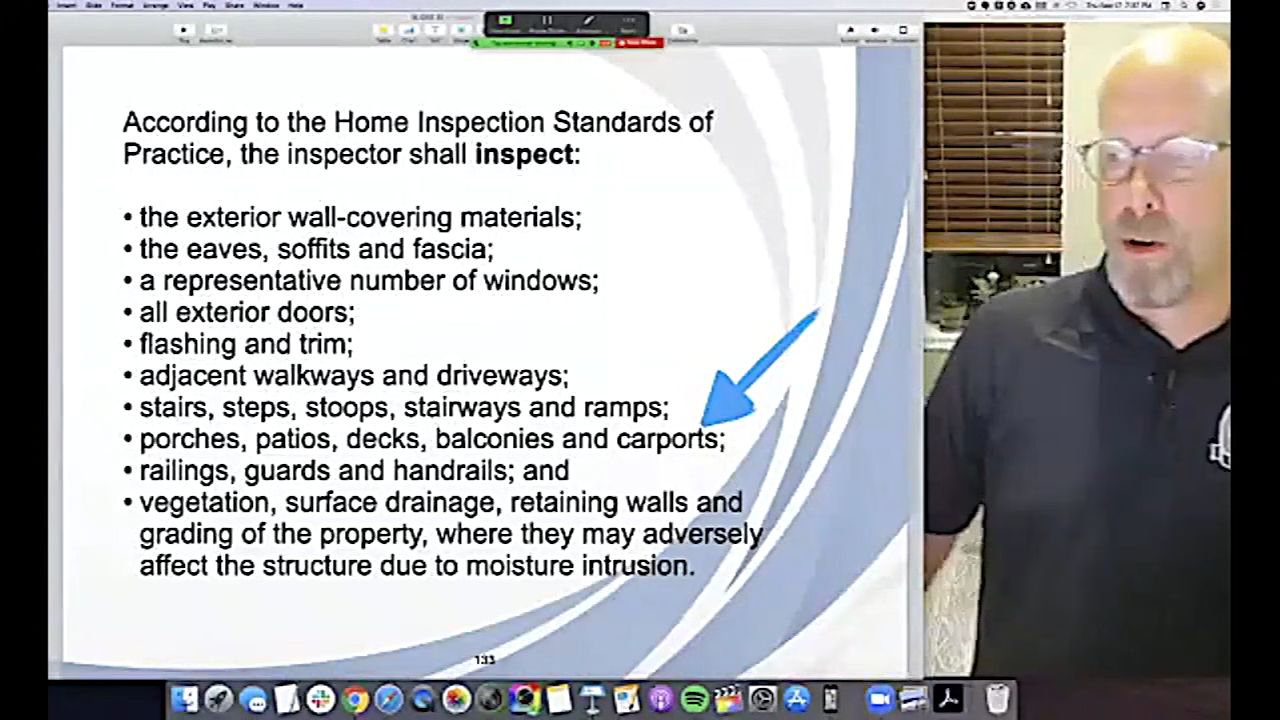 According to the Home Inspection Standards of
Practice, the inspector shall inspect:
• the exterior wall-covering materials;
• the eaves, soffits and fascia;
• a representative number of windows;
• all exterior doors;
• flashing and trim;
• adjacent walkways and driveways;
• stairs, steps, stoops, stairways and ramps;
• porches, patios, decks, balconies and carports;
• railings, guards and handrails; and
• vegetation, surface drainage, retaining walls and
grading of the property, where they may adversely
affect the structure due to moisture intrusion.
133